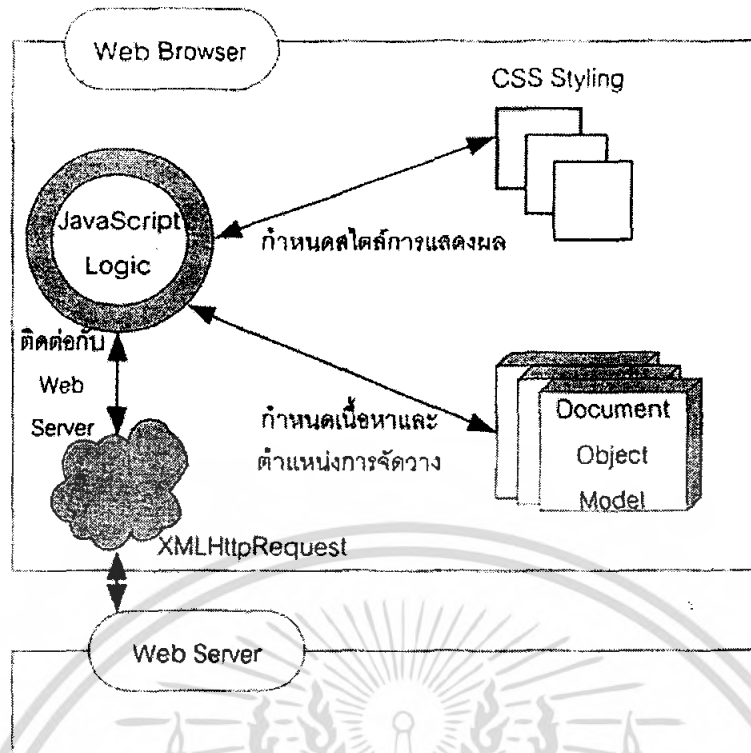 Web Browser
CSS Styling
JavaScript
Logic
กำหนดสไตล์การแสดงผล
ติดต่อกับ
Web
Server
กำหนดเนื้อหาและ
ตำแหน่งการจัดวาง
Document
Object
Model
XMLHttpRequest
Web Server